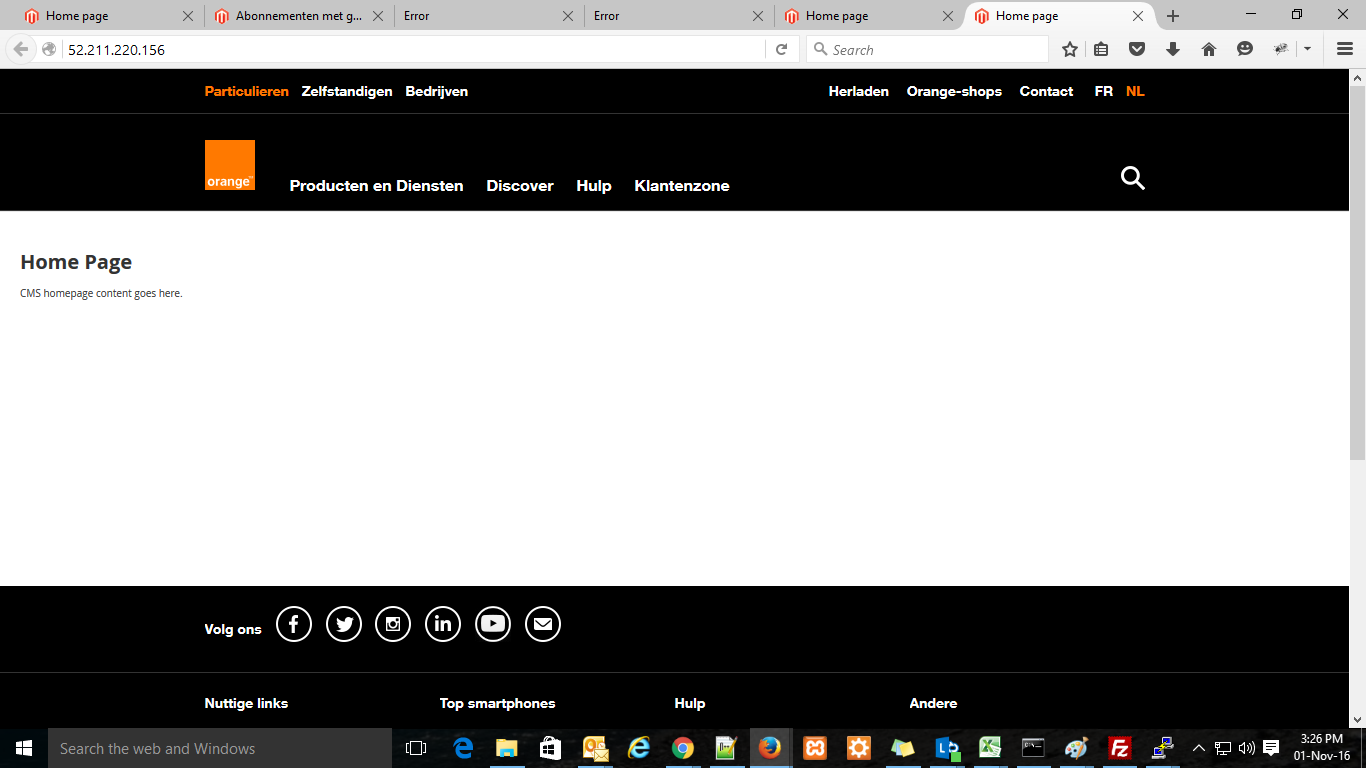 Home page
Abonnementen met g...
Error
Error
Home page
Home page
52.211.220.156
Search
Particulieren Zelfstandigen Bedrijven
Herladen Orange-shops Contact FR NL
orange™
Producten en Diensten Discover Hulp Klantenzone
Home Page
CMS homepage content goes here.
Volg ons
Nuttige links
Top smartphones
Hulp
Andere
Search the web and Windows
3:26 PM
01-Nov-16